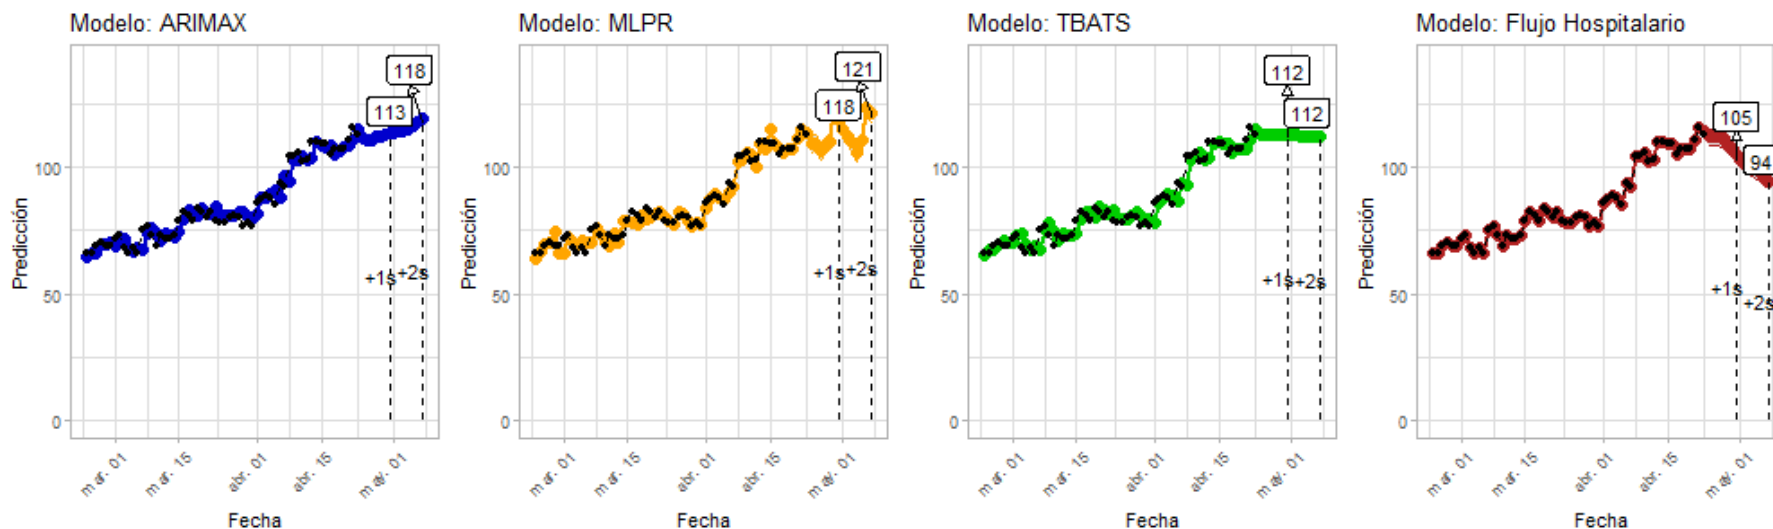 Modelo: ARIMAX
118
113
100
50
0
Predicción
+1s
+2s
mar. 01
mar. 15
abr. 01
abr. 15
may. 01
Fecha
Modelo: MLPR
121
118
100
50
0
Predicción
+1s
+2s
mar. 01
mar. 15
abr. 01
abr. 15
may. 01
Fecha
Modelo: TBATS
112
112
100
50
0
Predicción
+1s
+2s
mar. 01
mar. 15
abr. 01
abr. 15
may. 01
Fecha
Modelo: Flujo Hospitalario
105
94
100
50
0
Predicción
+1s
+2s
mar. 01
mar. 15
abr. 01
abr. 15
may. 01
Fecha